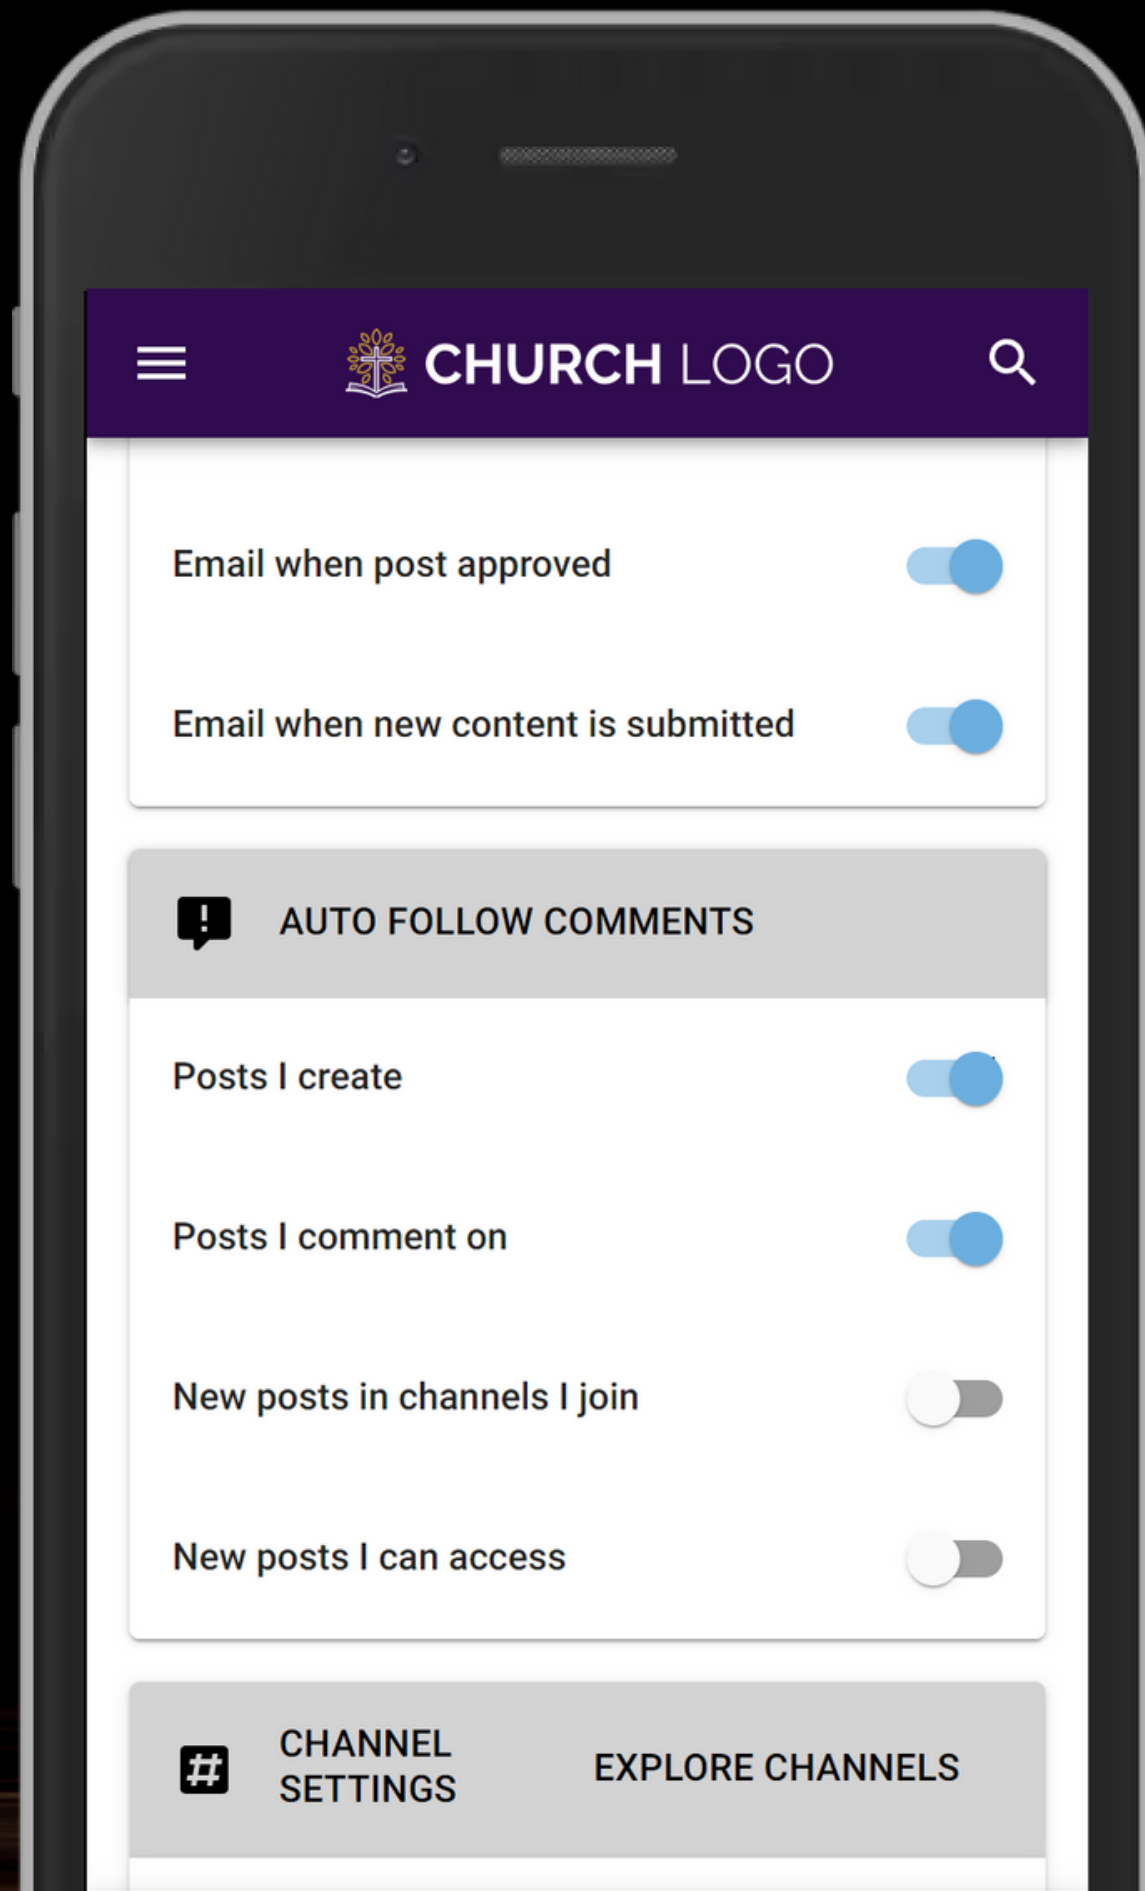 CHURCH LOGO
Email when post approved
Email when new content is submitted
AUTO FOLLOW COMMENTS
Posts I create
Posts I comment on
New posts in channels I join
New posts I can access
CHANNEL
SETTINGS
EXPLORE CHANNELS